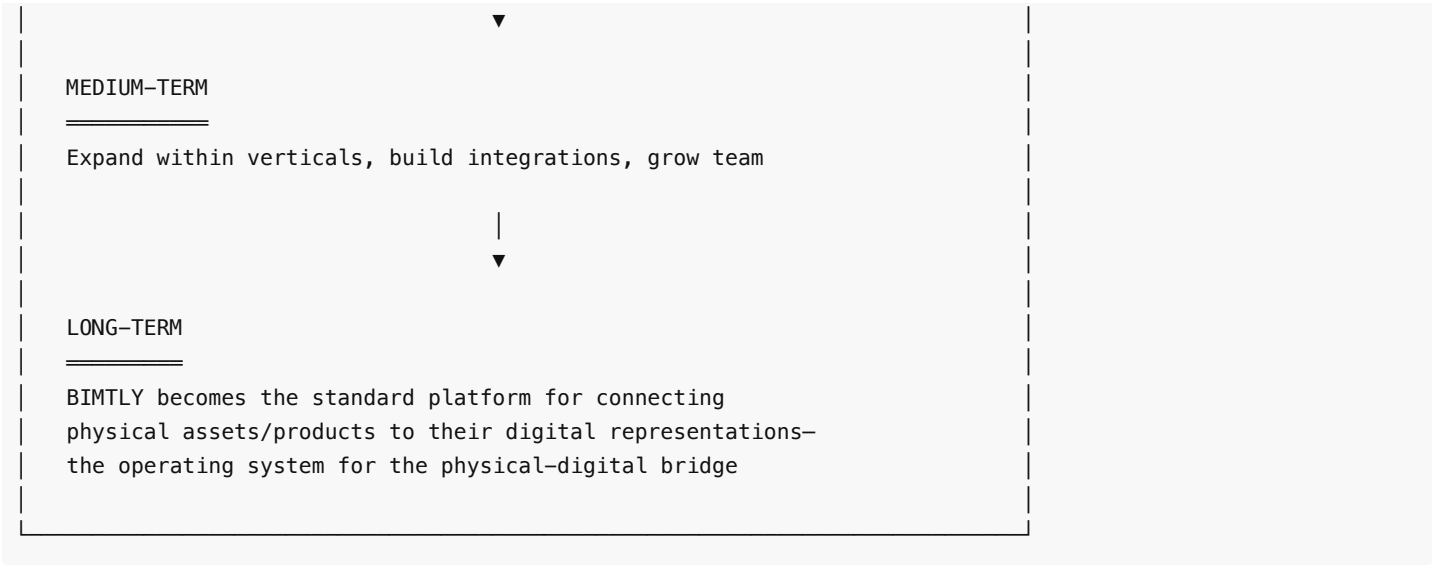 MEDIUM-TERM
Expand within verticals, build integrations, grow team
LONG-TERM
BIMTLY becomes the standard platform for connecting
physical assets/products to their digital representations—
the operating system for the physical-digital bridge